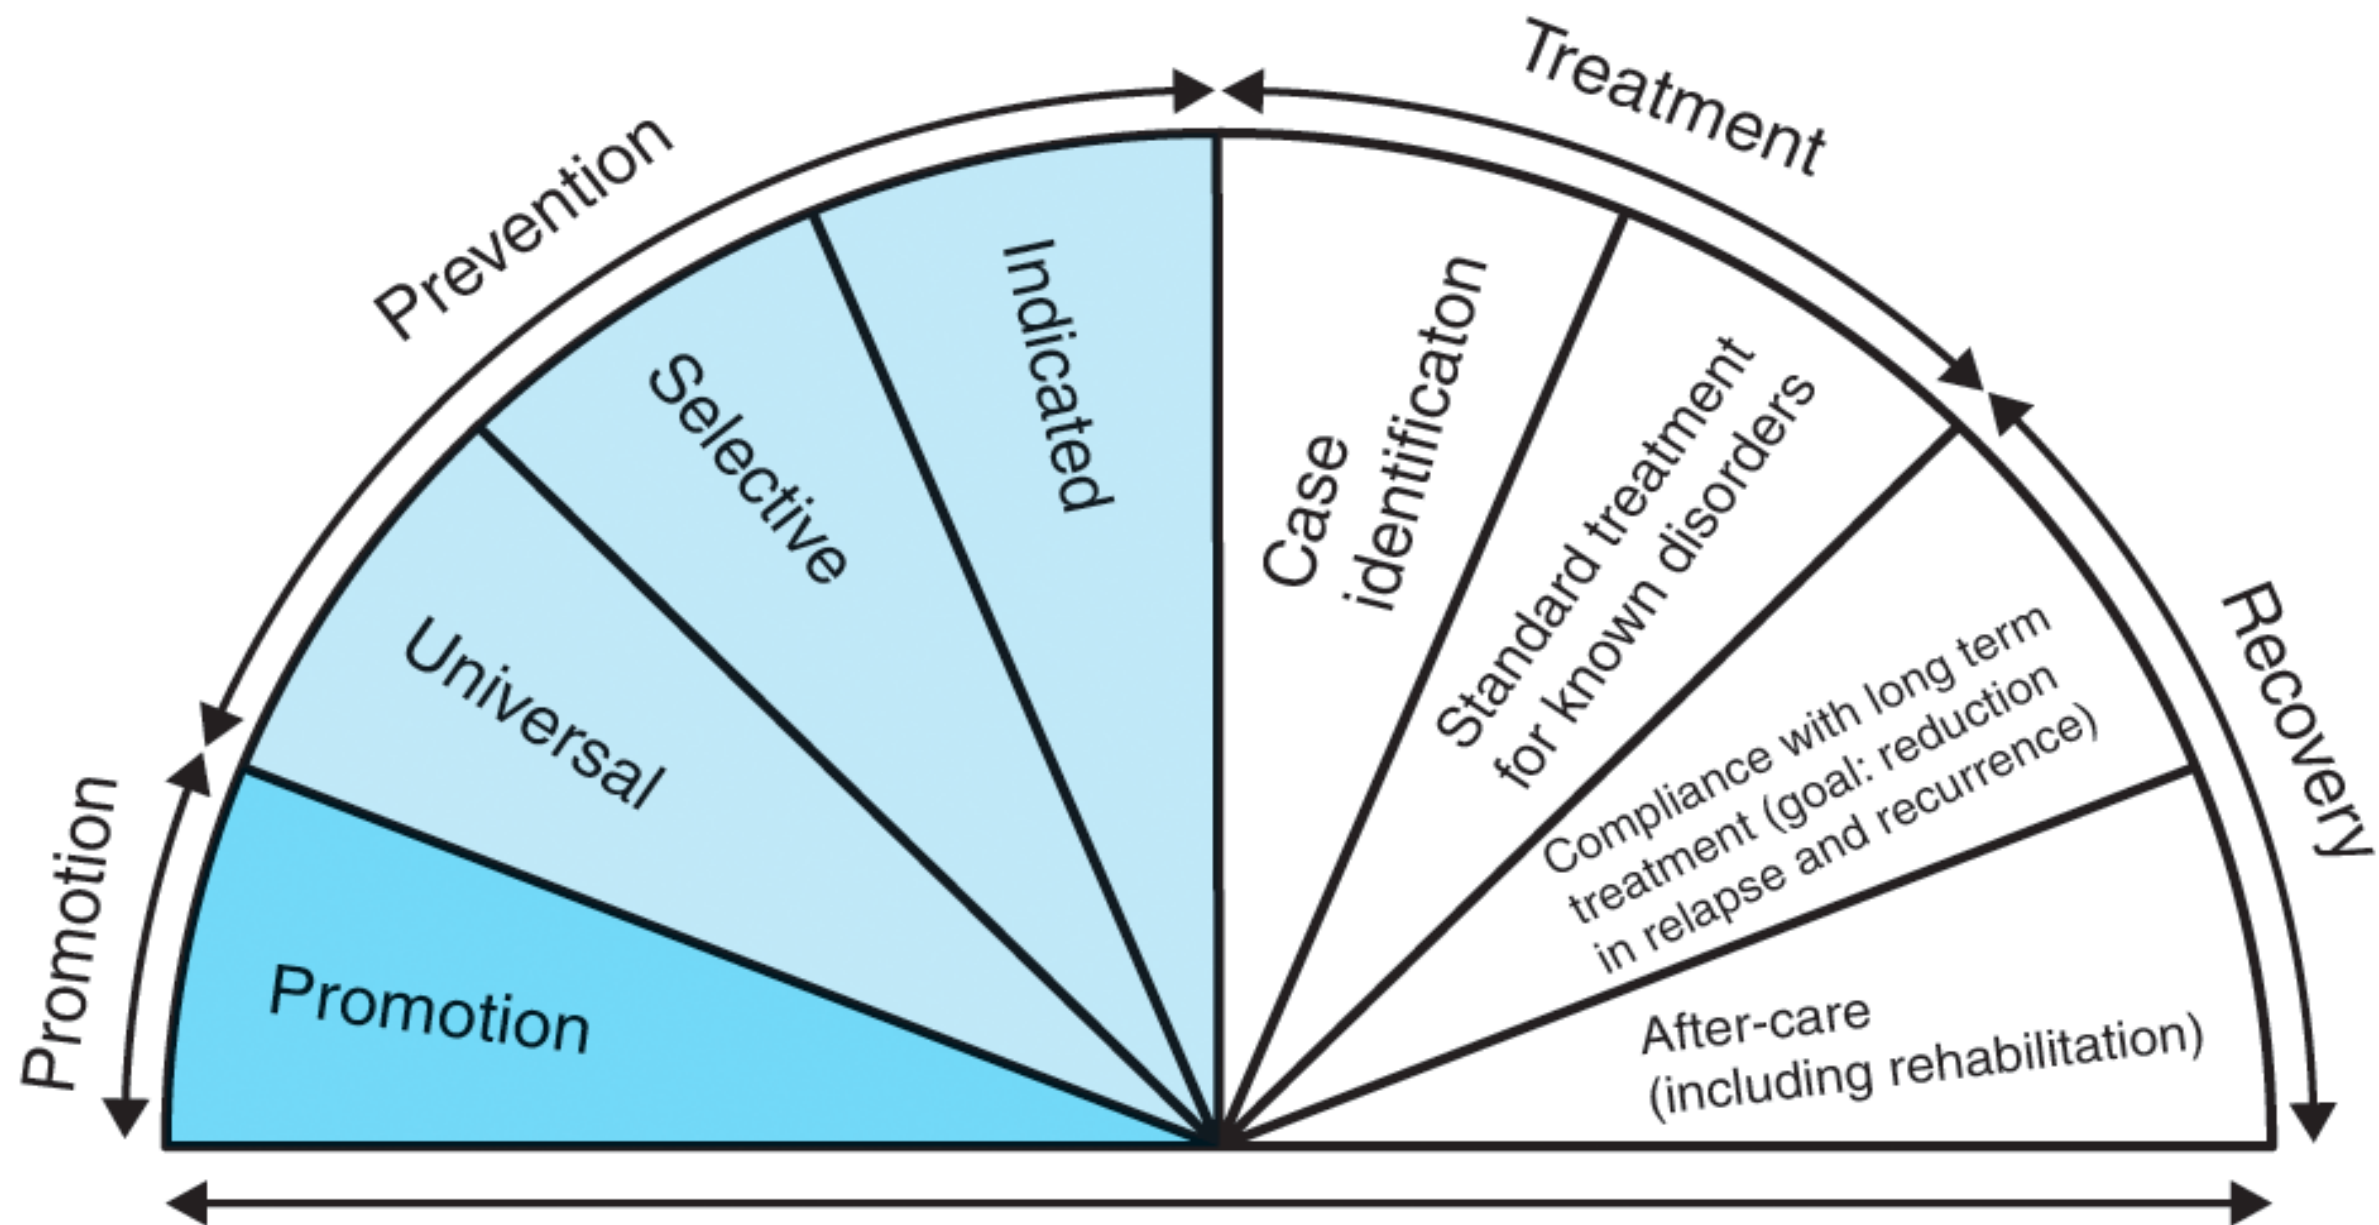 Promotion
Prevention
Treatment
Recovery
Promotion
Universal
Selective
Indicated
Case
identificaton
Standard treatment
for known disorders
Compliance with long term
treatment (goal: reduction
in relapse and recurrence)
After-care
(including rehabilitation)